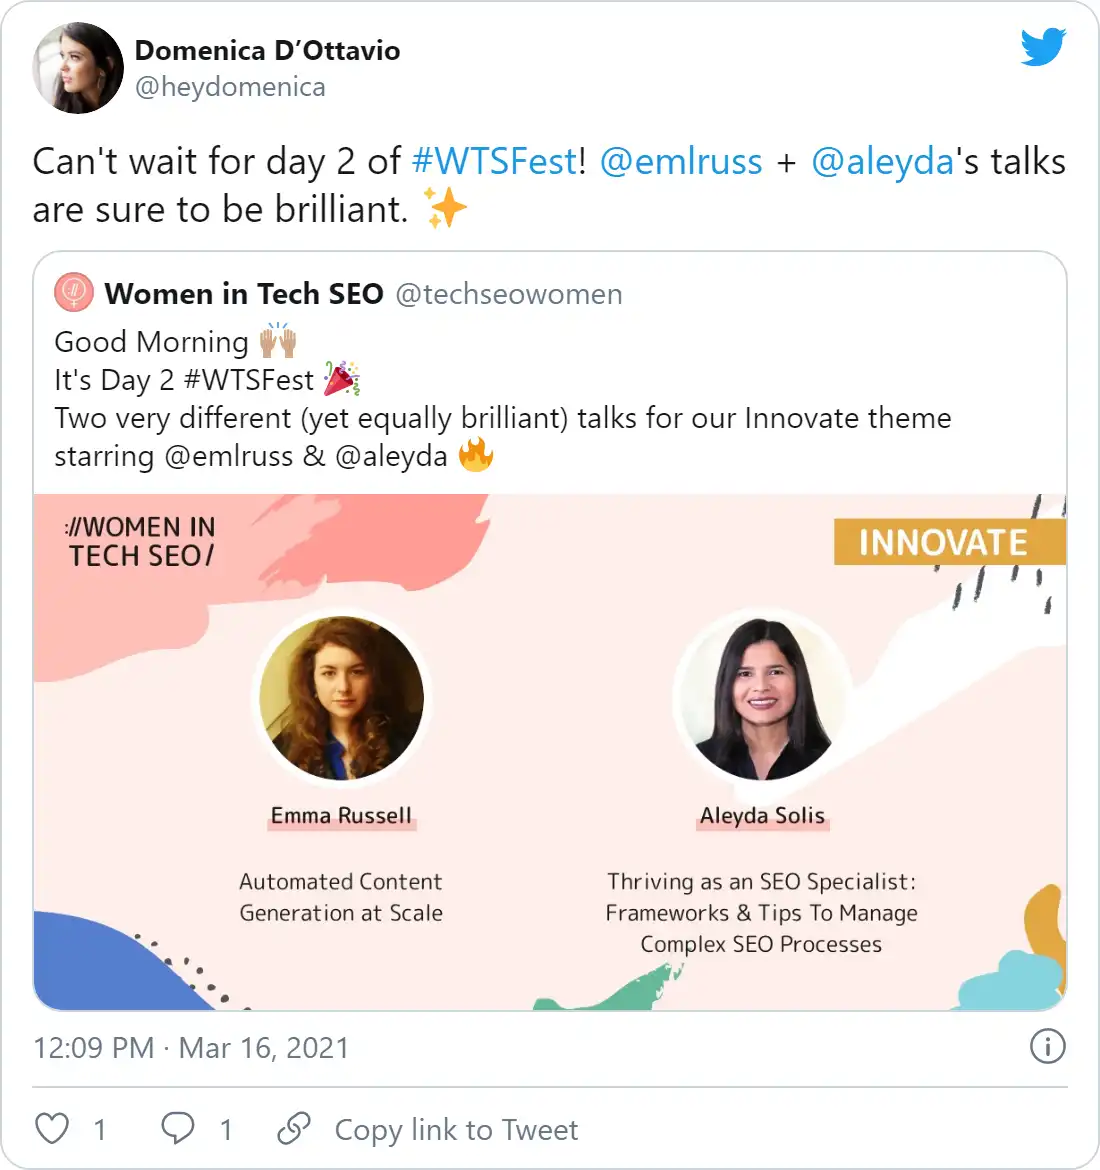 Domenica D’Ottavio
@heydomenica
Can't wait for day 2 of #WTSFest! @emlruss + @aleyda's talks
are sure to be brilliant. ✨
Women in Tech SEO @techseowomen
Good Morning 🙌🏽
It's Day 2 #WTSFest 🎉
Two very different (yet equally brilliant) talks for our Innovate theme
starring @emlruss & @aleyda 🔥
://WOMEN IN
TECH SEO/
INNOVATE
Emma Russell
Automated Content
Generation at Scale
Aleyda Solis
Thriving as an SEO Specialist:
Frameworks & Tips To Manage
Complex SEO Processes
12:09 PM · Mar 16, 2021
1 1 Copy link to Tweet